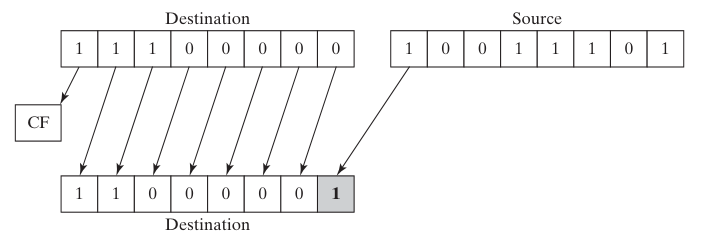 Destination Source
1 1 1 0 0 0 0 0 1 0 0 1 1 1 0 1
CF
1 1 0 0 0 0 0 1
Destination